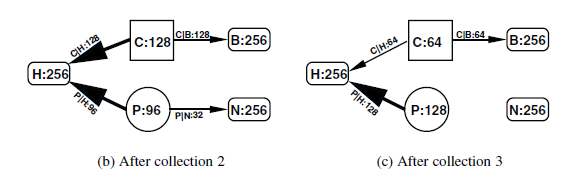 C|H:128
C:128
C|B:128
B:256
H:256
P|H:96
P:96
P|N:32
N:256
(b) After collection 2
C|H:64
C:64
C|B:64
B:256
H:256
P|H:128
P:128
N:256
(c) After collection 3